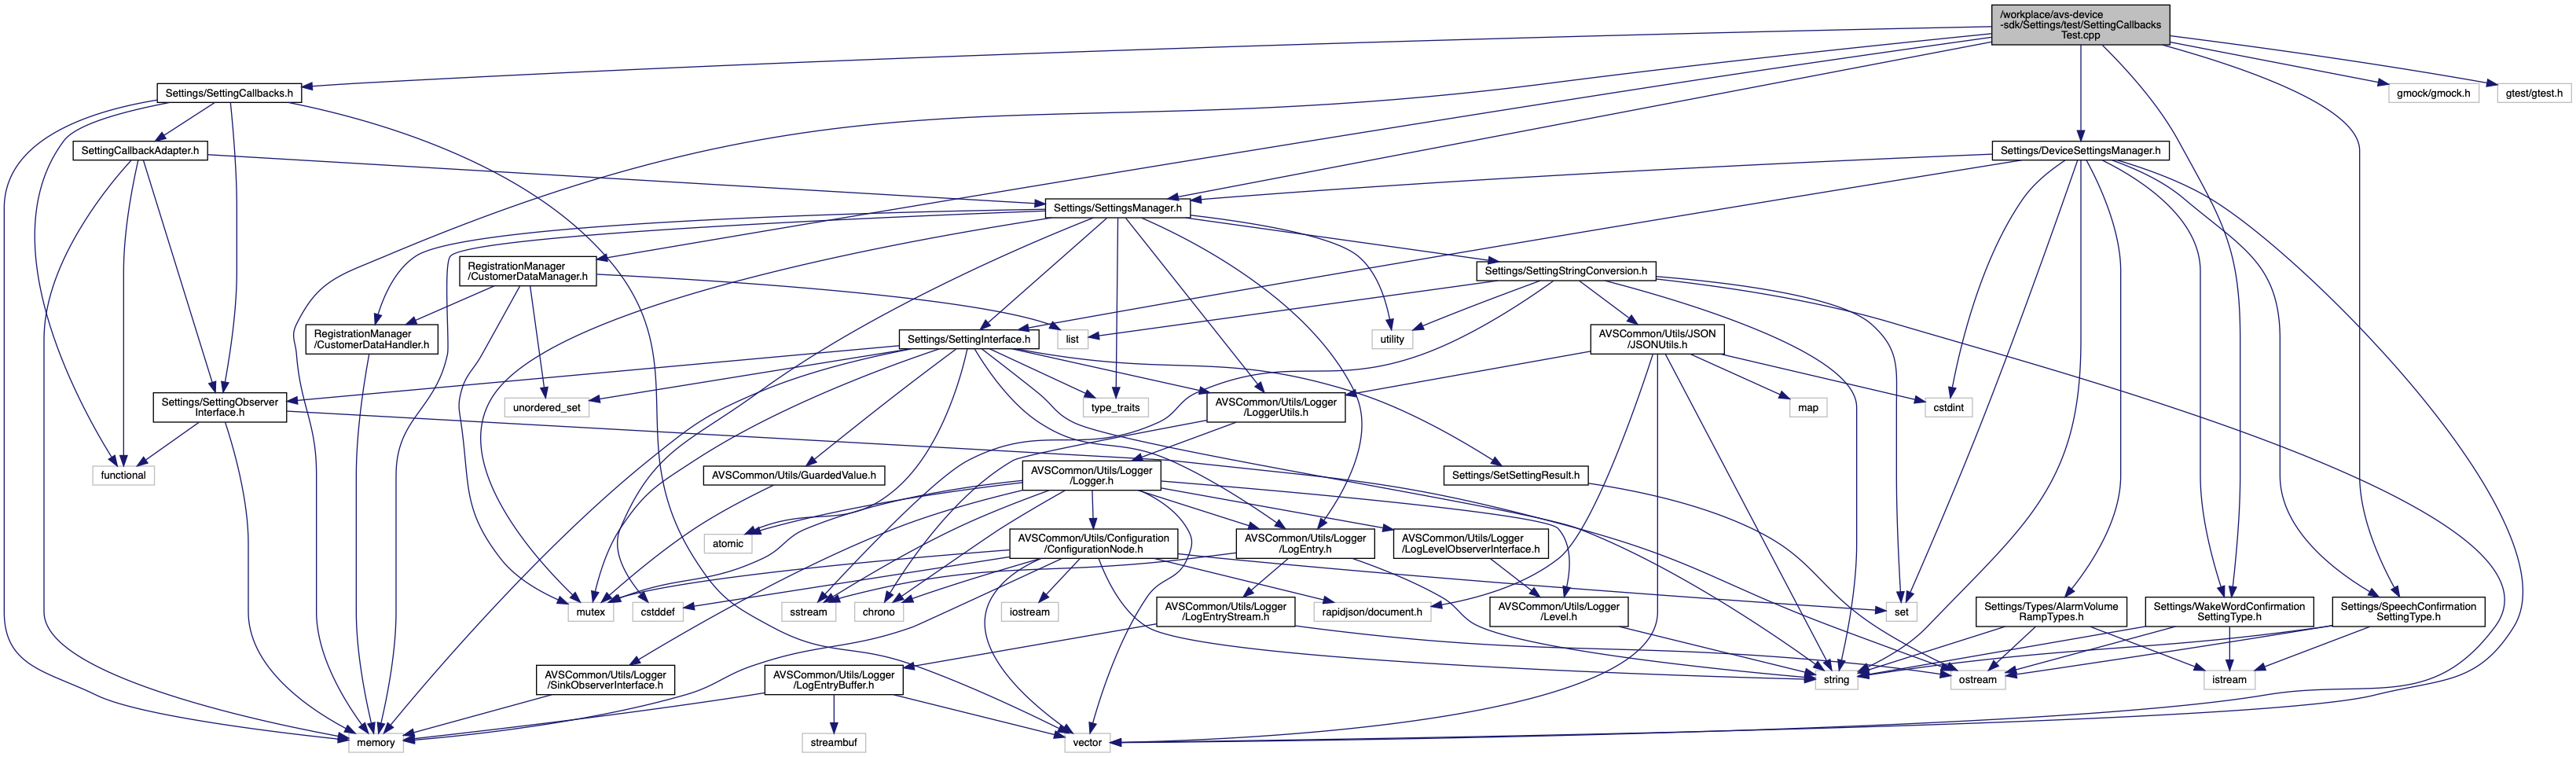 /workplace/avs-device
-sdk/Settings/test/SettingCallbacks
Test.cpp
Settings/SettingCallbacks.h
gmock/gmock.h
gtest/gtest.h
SettingCallbackAdapter.h
Settings/DeviceSettingsManager.h
Settings/SettingsManager.h
RegistrationManager
/CustomerDataManager.h
Settings/SettingStringConversion.h
RegistrationManager
/CustomerDataHandler.h
Settings/SettingInterface.h
list
utility
AVSCommon/Utils/JSON
/JSONUtils.h
Settings/SettingObserver
Interface.h
unordered_set
type_traits
AVSCommon/Utils/Logger
/LoggerUtils.h
map
cstdint
functional
AVSCommon/Utils/GuardedValue.h
AVSCommon/Utils/Logger
/Logger.h
Settings/SetSettingResult.h
atomic
AVSCommon/Utils/Configuration
/ConfigurationNode.h
AVSCommon/Utils/Logger
/LogEntry.h
AVSCommon/Utils/Logger
/LogLevelObserverInterface.h
mutex
cstddef
sstream
chrono
iostream
AVSCommon/Utils/Logger
/LogEntryStream.h
rapidjson/document.h
AVSCommon/Utils/Logger
/Level.h
set
Settings/Types/AlarmVolume
RampTypes.h
Settings/WakeWordConfirmation
SettingType.h
Settings/SpeechConfirmation
SettingType.h
AVSCommon/Utils/Logger
/SinkObserverInterface.h
AVSCommon/Utils/Logger
/LogEntryBuffer.h
string
ostream
istream
memory
streambuf
vector